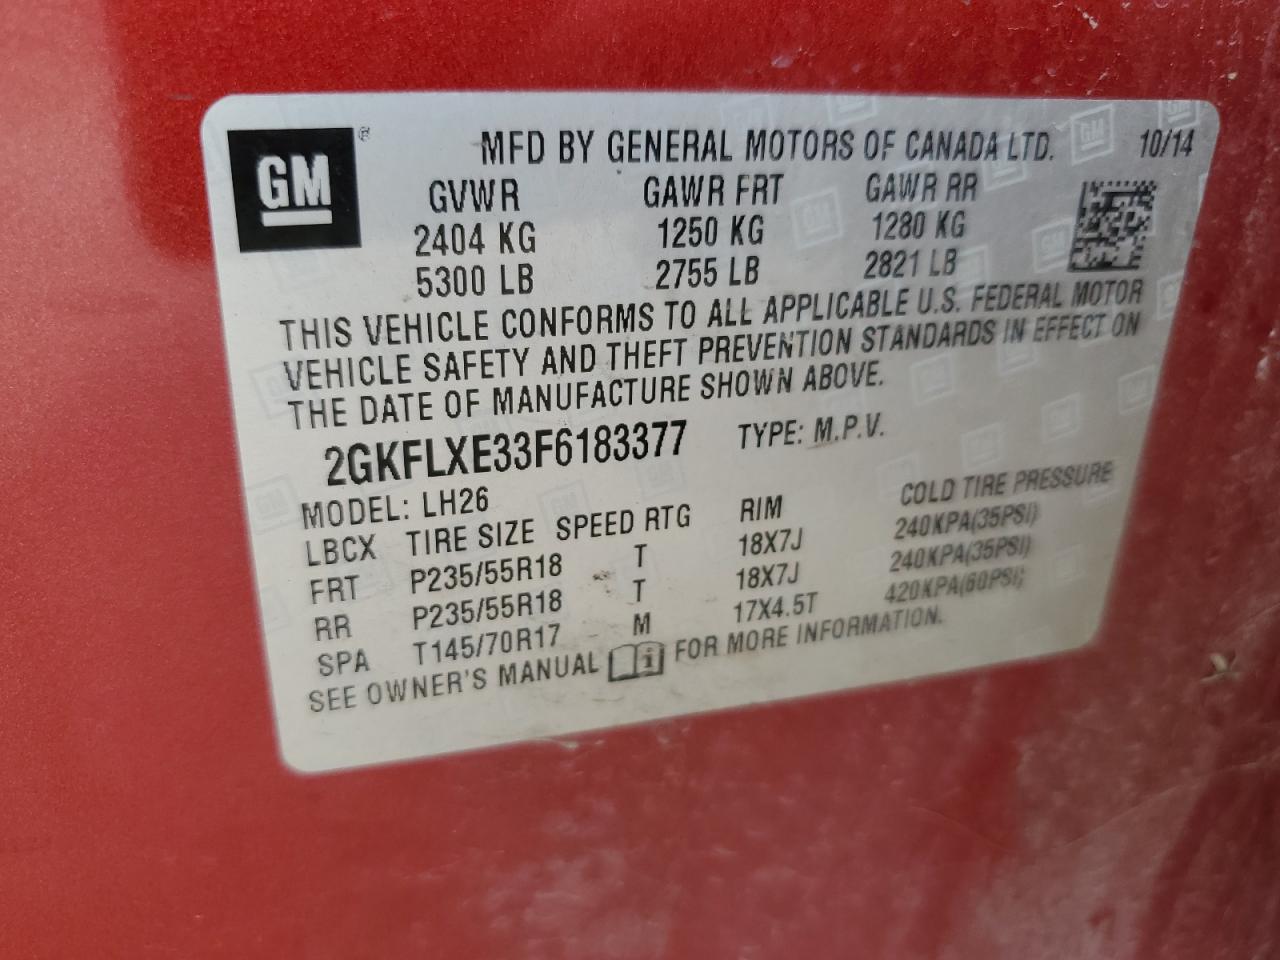 GM ® MFD BY GENERAL MOTORS OF CANADA LTD. 10/14
GVWR GAWR FRT GAWR RR
2404 KG 1250 KG 1280 KG
5300 LB 2755 LB 2821 LB
THIS VEHICLE CONFORMS TO ALL APPLICABLE U.S. FEDERAL MOTOR
VEHICLE SAFETY AND THEFT PREVENTION STANDARDS IN EFFECT ON
THE DATE OF MANUFACTURE SHOWN ABOVE.
2GKFLXE33F6183377 TYPE: M.P.V.
MODEL: LH26
LBCX TIRE SIZE SPEED RTG RIM COLD TIRE PRESSURE
FRT P235/55R18 T 18X7J 240KPA(35PSI)
RR P235/55R18 T 18X7J 240KPA(35PSI)
SPA T145/70R17 M 17X4.5T 420KPA(60PSI)
SEE OWNER'S MANUAL i FOR MORE INFORMATION.